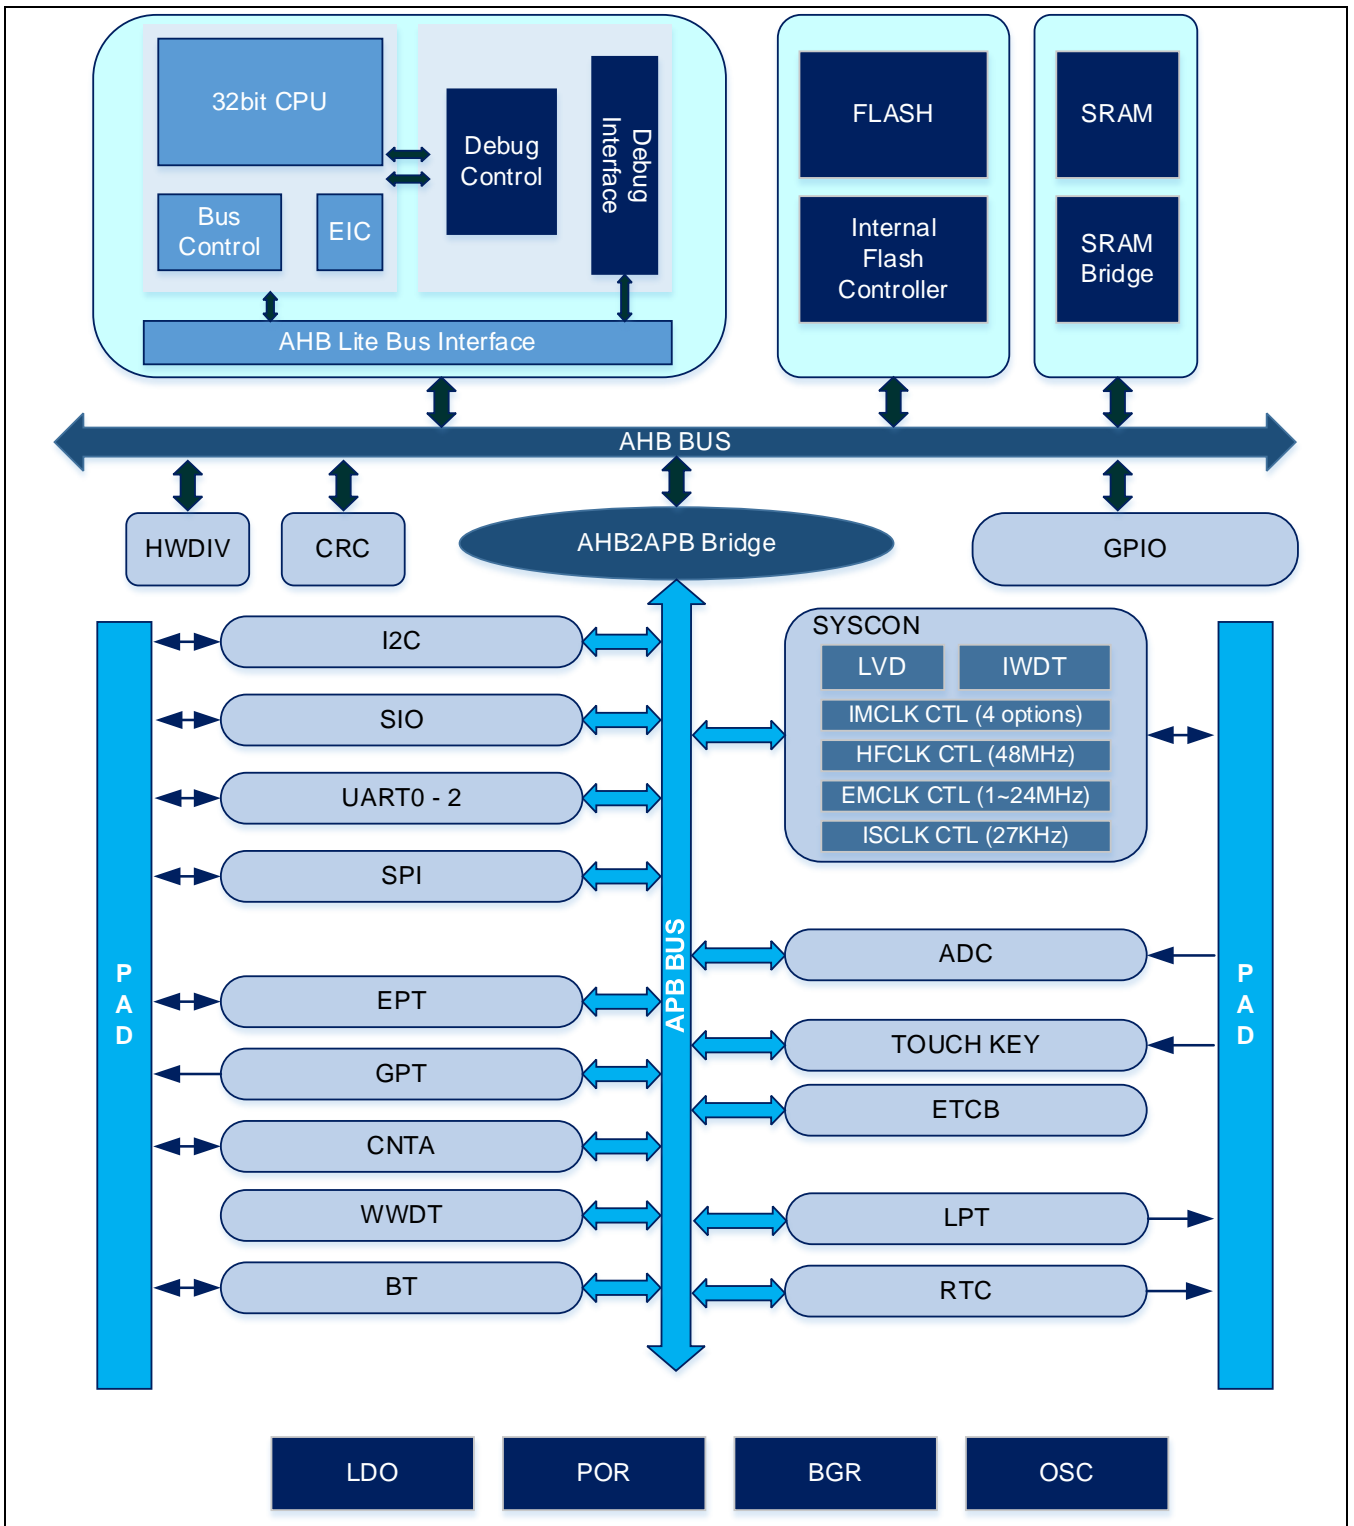 32bit CPU
Bus
Control
EIC
Debug
Control
Debug
Interface
AHB Lite Bus Interface
FLASH
Internal
Flash
Controller
SRAM
SRAM
Bridge
AHB BUS
HWDIV
CRC
AHB2APB Bridge
GPIO
PAD
I2C
SIO
UART0 - 2
SPI
EPT
GPT
CNTA
WWDT
BT
APB BUS
SYSCON
LVD
IWDT
IMCLK CTL (4 options)
HFCLK CTL (48MHz)
EMCLK CTL (1~24MHz)
ISCLK CTL (27KHz)
ADC
TOUCH KEY
ETCB
LPT
RTC
PAD
LDO
POR
BGR
OSC